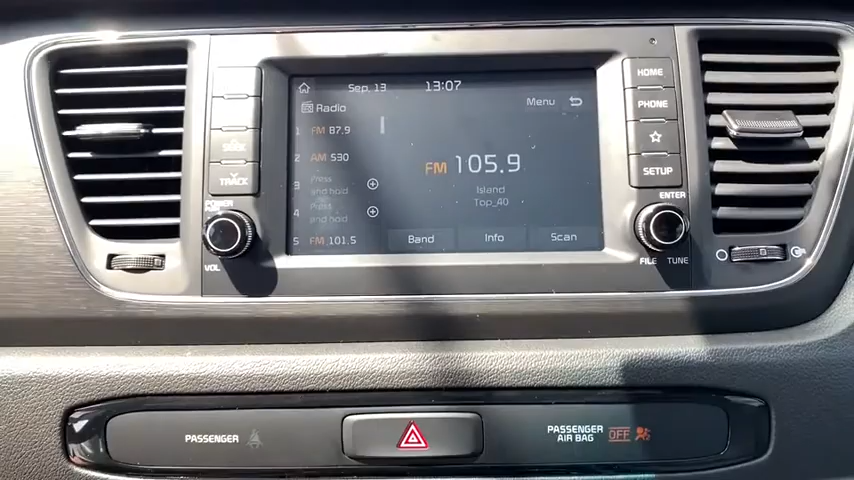 Sep. 13 13:07
Radio
Menu
1 FM 87.9
2 AM 530
3 Press and hold
4 Press and hold
5 FM 101.5
FM 105.9
Island
Top_40
Band
Info
Scan
SEEK
TRACK
POWER
PUSH
VOL
HOME
PHONE
SETUP
ENTER
FILE TUNE
PASSENGER
PASSENGER
AIR BAG
OFF